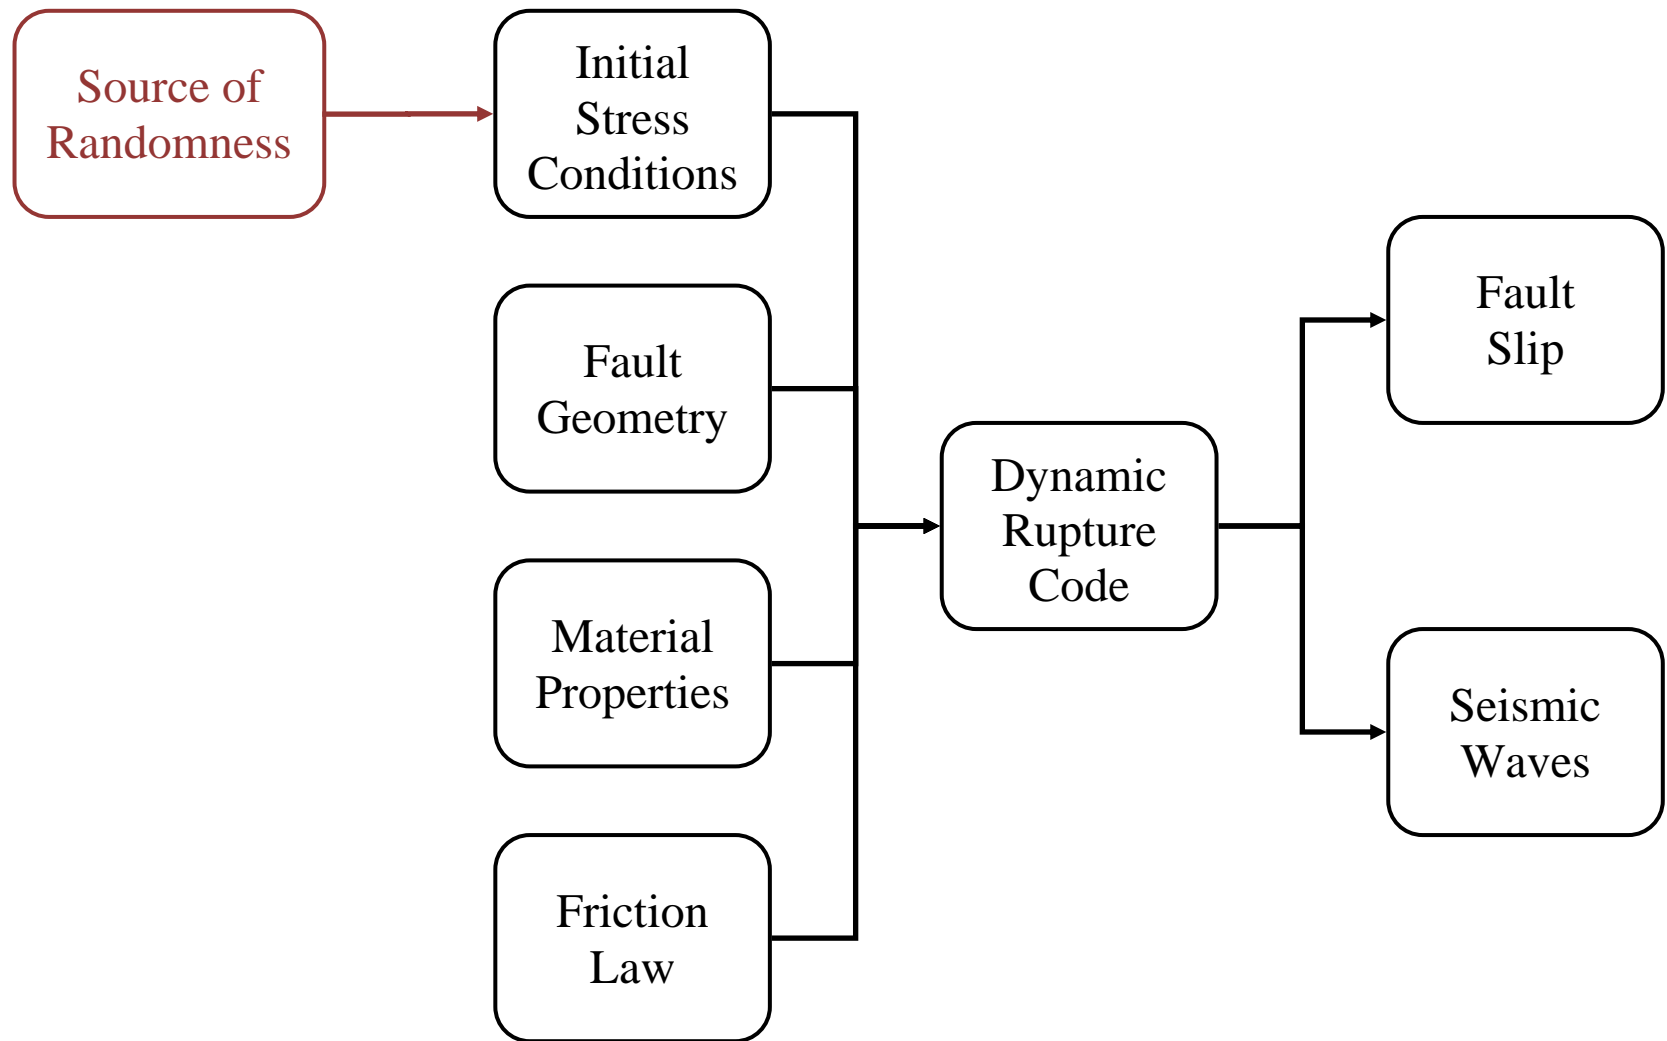 Source of
Randomness
Initial
Stress
Conditions
Fault
Geometry
Material
Properties
Friction
Law
Dynamic
Rupture
Code
Fault
Slip
Seismic
Waves